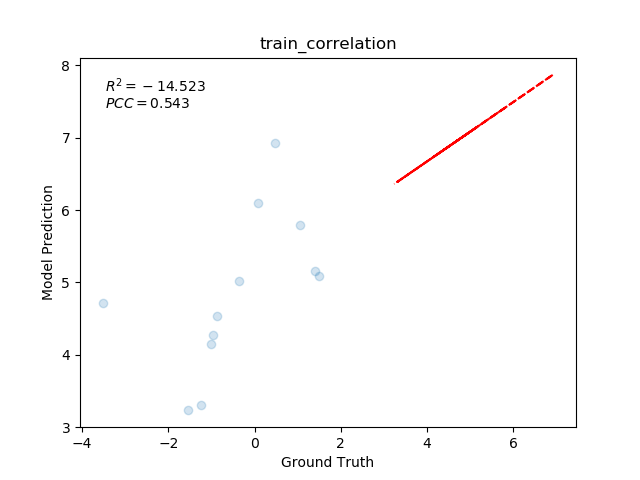 train_correlation
R² = −14.523
PCC = 0.543
8
7
6
5
4
3
Model Prediction
−4
−2
0
2
4
6
Ground Truth